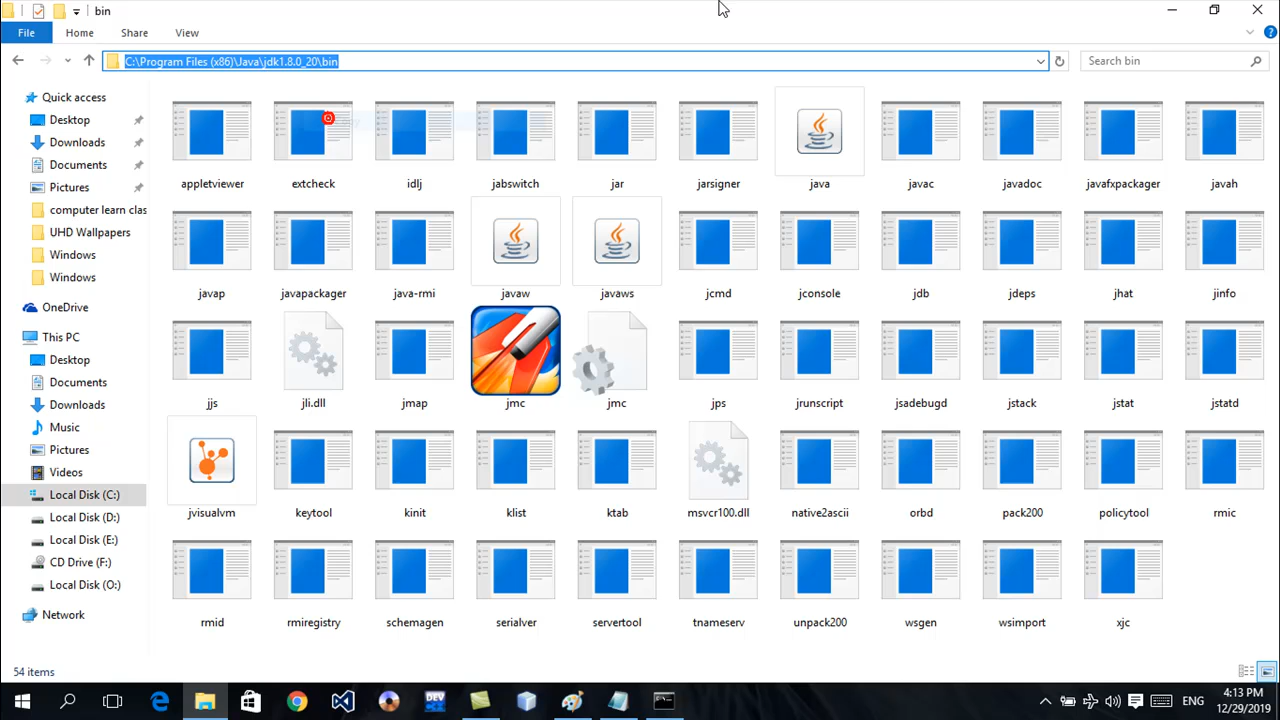 bin
File Home Share View
C:\Program Files (x86)\Java\jdk1.8.0_20\bin
Search bin
Quick access
Desktop
Downloads
Documents
Pictures
computer learn clas
UHD Wallpapers
Windows
Windows
OneDrive
This PC
Desktop
Documents
Downloads
Music
Pictures
Videos
Local Disk (C:)
Local Disk (D:)
Local Disk (E:)
CD Drive (F:)
Local Disk (O:)
Network
appletviewer extcheck idlj jabswitch jar jarsigner java javac javadoc javafxpackager javah
javap javapackager java-rmi javaw javaws jcmd jconsole jdb jdeps jhat jinfo
jjs jli.dll jmap jmc jmc jps jrunscript jsadebugd jstack jstat jstatd
jvisualvm keytool kinit klist ktab msvcr100.dll native2ascii orbd pack200 policytool rmic
rmid rmiregistry schemagen serialver servertool tnameserv unpack200 wsgen wsimport xjc
54 items
DEV
ENG
4:13 PM
12/29/2019